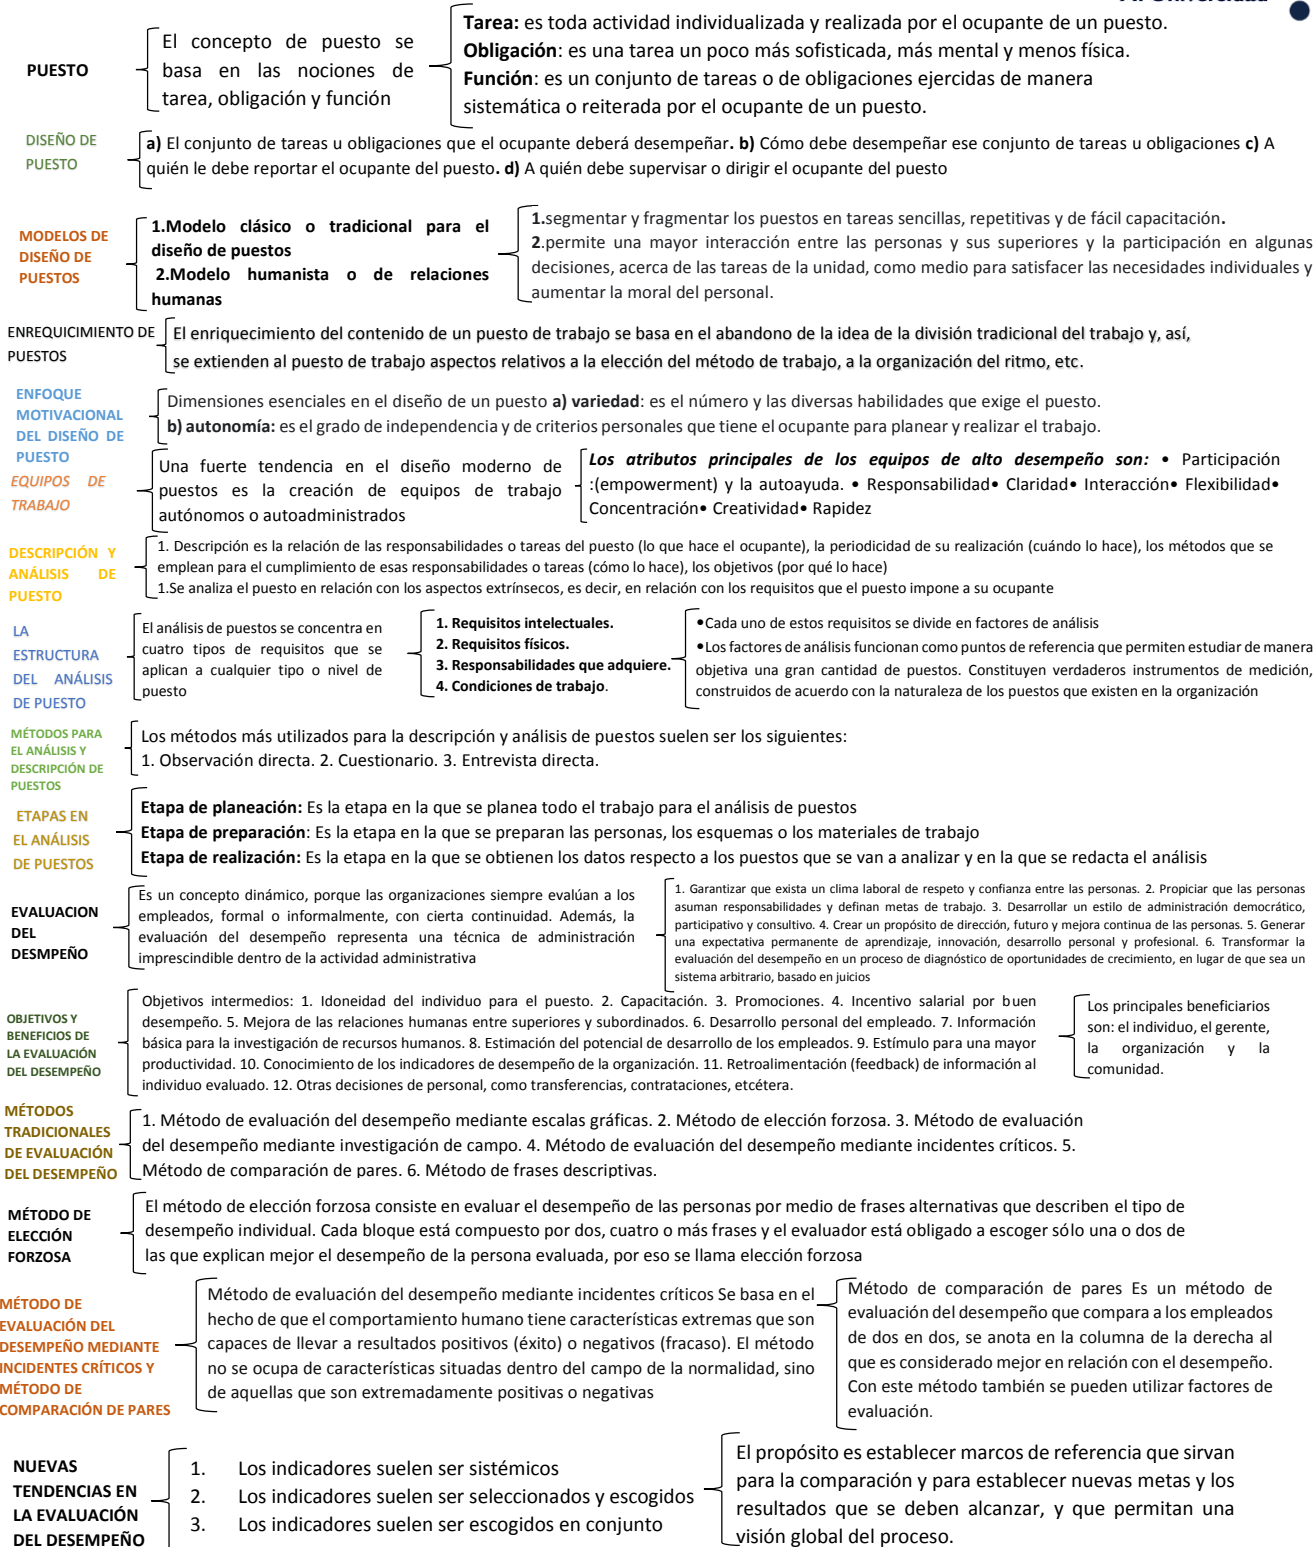 PUESTO
El concepto de puesto se
basa en las nociones de
tarea, obligación y función
Tarea: es toda actividad individualizada y realizada por el ocupante de un puesto.
Obligación: es una tarea un poco más sofisticada, más mental y menos física.
Función: es un conjunto de tareas o de obligaciones ejercidas de manera
sistemática o reiterada por el ocupante de un puesto.
DISEÑO DE
PUESTO
a) El conjunto de tareas u obligaciones que el ocupante deberá desempeñar. b) Cómo debe desempeñar ese conjunto de tareas u obligaciones c) A
quién le debe reportar el ocupante del puesto. d) A quién debe supervisar o dirigir el ocupante del puesto
MODELOS DE
DISEÑO DE
PUESTOS
1.Modelo clásico o tradicional para el
diseño de puestos
2.Modelo humanista o de relaciones
humanas
1.segmentar y fragmentar los puestos en tareas sencillas, repetitivas y de fácil capacitación.
2.permite una mayor interacción entre las personas y sus superiores y la participación en algunas
decisiones, acerca de las tareas de la unidad, como medio para satisfacer las necesidades individuales y
aumentar la moral del personal.
ENREQUICIMIENTO DE
PUESTOS
El enriquecimiento del contenido de un puesto de trabajo se basa en el abandono de la idea de la división tradicional del trabajo y, así,
se extienden al puesto de trabajo aspectos relativos a la elección del método de trabajo, a la organización del ritmo, etc.
ENFOQUE
MOTIVACIONAL
DEL DISEÑO DE
PUESTO
Dimensiones esenciales en el diseño de un puesto a) variedad: es el número y las diversas habilidades que exige el puesto.
b) autonomía: es el grado de independencia y de criterios personales que tiene el ocupante para planear y realizar el trabajo.
EQUIPOS DE
TRABAJO
Una fuerte tendencia en el diseño moderno de
puestos es la creación de equipos de trabajo
autónomos o autoadministrados
Los atributos principales de los equipos de alto desempeño son: • Participación
:(empowerment) y la autoayuda. • Responsabilidad• Claridad• Interacción• Flexibilidad•
Concentración• Creatividad• Rapidez
DESCRIPCIÓN Y
ANÁLISIS DE
PUESTO
1. Descripción es la relación de las responsabilidades o tareas del puesto (lo que hace el ocupante), la periodicidad de su realización (cuándo lo hace), los métodos que se
emplean para el cumplimiento de esas responsabilidades o tareas (cómo lo hace), los objetivos (por qué lo hace)
1.Se analiza el puesto en relación con los aspectos extrínsecos, es decir, en relación con los requisitos que el puesto impone a su ocupante
LA
ESTRUCTURA
DEL ANÁLISIS
DE PUESTO
El análisis de puestos se concentra en
cuatro tipos de requisitos que se
aplican a cualquier tipo o nivel de
puesto
1. Requisitos intelectuales.
2. Requisitos físicos.
3. Responsabilidades que adquiere.
4. Condiciones de trabajo.
•Cada uno de estos requisitos se divide en factores de análisis
•Los factores de análisis funcionan como puntos de referencia que permiten estudiar de manera
objetiva una gran cantidad de puestos. Constituyen verdaderos instrumentos de medición,
construidos de acuerdo con la naturaleza de los puestos que existen en la organización
MÉTODOS PARA
EL ANÁLISIS Y
DESCRIPCIÓN DE
PUESTOS
Los métodos más utilizados para la descripción y análisis de puestos suelen ser los siguientes:
1. Observación directa. 2. Cuestionario. 3. Entrevista directa.
ETAPAS EN
EL ANÁLISIS
DE PUESTOS
Etapa de planeación: Es la etapa en la que se planea todo el trabajo para el análisis de puestos
Etapa de preparación: Es la etapa en la que se preparan las personas, los esquemas o los materiales de trabajo
Etapa de realización: Es la etapa en la que se obtienen los datos respecto a los puestos que se van a analizar y en la que se redacta el análisis
EVALUACION
DEL
DESMPEÑO
Es un concepto dinámico, porque las organizaciones siempre evalúan a los
empleados, formal o informalmente, con cierta continuidad. Además, la
evaluación del desempeño representa una técnica de administración
imprescindible dentro de la actividad administrativa
1. Garantizar que exista un clima laboral de respeto y confianza entre las personas. 2. Propiciar que las personas
asuman responsabilidades y definan metas de trabajo. 3. Desarrollar un estilo de administración democrático,
participativo y consultivo. 4. Crear un propósito de dirección, futuro y mejora continua de las personas. 5. Generar
una expectativa permanente de aprendizaje, innovación, desarrollo personal y profesional. 6. Transformar la
evaluación del desempeño en un proceso de diagnóstico de oportunidades de crecimiento, en lugar de que sea un
sistema arbitrario, basado en juicios
OBJETIVOS Y
BENEFICIOS DE
LA EVALUACIÓN
DEL DESEMPEÑO
Objetivos intermedios: 1. Idoneidad del individuo para el puesto. 2. Capacitación. 3. Promociones. 4. Incentivo salarial por buen
desempeño. 5. Mejora de las relaciones humanas entre superiores y subordinados. 6. Desarrollo personal del empleado. 7. Información
básica para la investigación de recursos humanos. 8. Estimación del potencial de desarrollo de los empleados. 9. Estímulo para una mayor
productividad. 10. Conocimiento de los indicadores de desempeño de la organización. 11. Retroalimentación (feedback) de información al
individuo evaluado. 12. Otras decisiones de personal, como transferencias, contrataciones, etcétera.
Los principales beneficiarios
son: el individuo, el gerente,
la organización y la
comunidad.
MÉTODOS
TRADICIONALES
DE EVALUACIÓN
DEL DESEMPEÑO
1. Método de evaluación del desempeño mediante escalas gráficas. 2. Método de elección forzosa. 3. Método de evaluación
del desempeño mediante investigación de campo. 4. Método de evaluación del desempeño mediante incidentes críticos. 5.
Método de comparación de pares. 6. Método de frases descriptivas.
MÉTODO DE
ELECCIÓN
FORZOSA
El método de elección forzosa consiste en evaluar el desempeño de las personas por medio de frases alternativas que describen el tipo de
desempeño individual. Cada bloque está compuesto por dos, cuatro o más frases y el evaluador está obligado a escoger sólo una o dos de
las que explican mejor el desempeño de la persona evaluada, por eso se llama elección forzosa
MÉTODO DE
EVALUACIÓN DEL
DESEMPEÑO MEDIANTE
INCIDENTES CRÍTICOS Y
MÉTODO DE
COMPARACIÓN DE PARES
Método de evaluación del desempeño mediante incidentes críticos Se basa en el
hecho de que el comportamiento humano tiene características extremas que son
capaces de llevar a resultados positivos (éxito) o negativos (fracaso). El método
no se ocupa de características situadas dentro del campo de la normalidad, sino
de aquellas que son extremadamente positivas o negativas
Método de comparación de pares Es un método de
evaluación del desempeño que compara a los empleados
de dos en dos, se anota en la columna de la derecha al
que es considerado mejor en relación con el desempeño.
Con este método también se pueden utilizar factores de
evaluación.
NUEVAS
TENDENCIAS EN
LA EVALUACIÓN
DEL DESEMPEÑO
1. Los indicadores suelen ser sistémicos
2. Los indicadores suelen ser seleccionados y escogidos
3. Los indicadores suelen ser escogidos en conjunto
El propósito es establecer marcos de referencia que sirvan
para la comparación y para establecer nuevas metas y los
resultados que se deben alcanzar, y que permitan una
visión global del proceso.